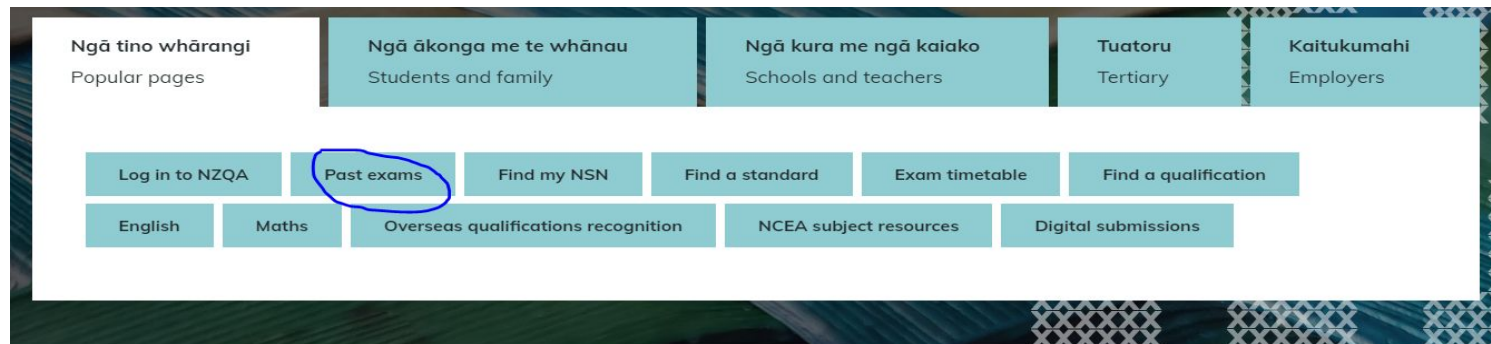 Ngā tino whārangi
Popular pages
Ngā ākonga me te whānau
Students and family
Ngā kura me ngā kaiako
Schools and teachers
Tuatoru
Tertiary
Kaitukumahi
Employers
Log in to NZQA
Past exams
Find my NSN
Find a standard
Exam timetable
Find a qualification
English
Maths
Overseas qualifications recognition
NCEA subject resources
Digital submissions